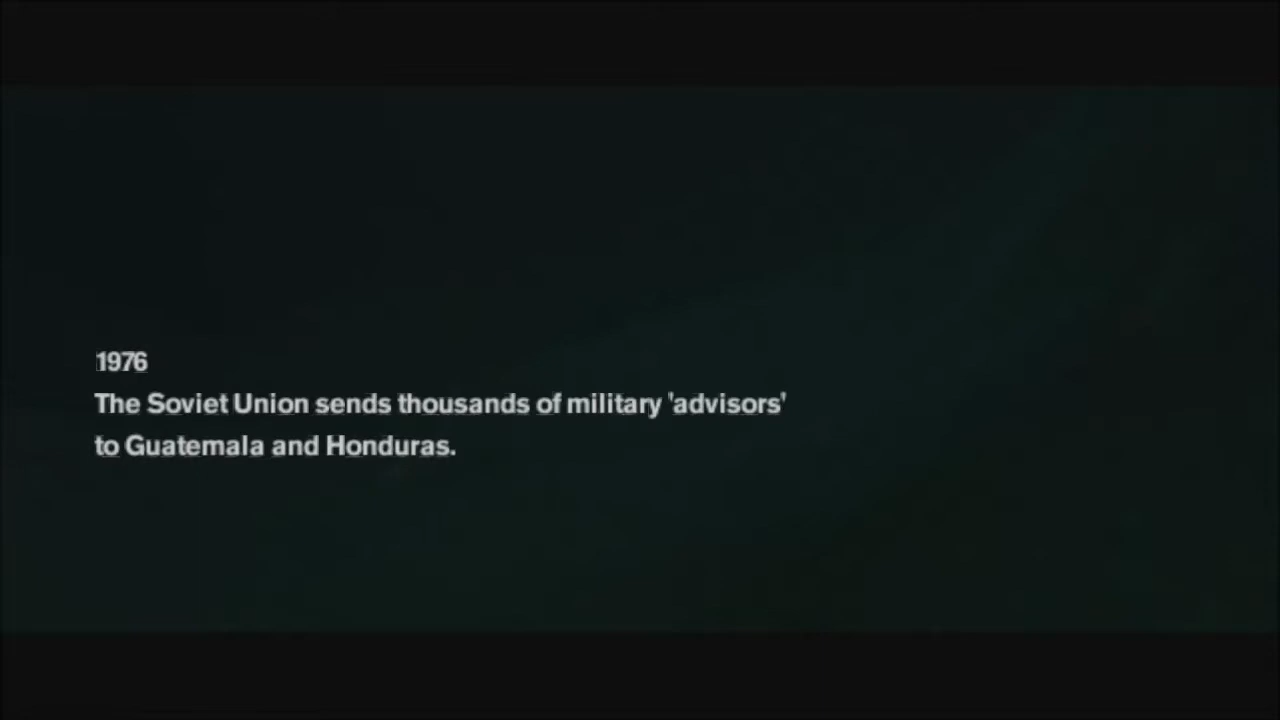 1976
The Soviet Union sends thousands of military 'advisors'
to Guatemala and Honduras.